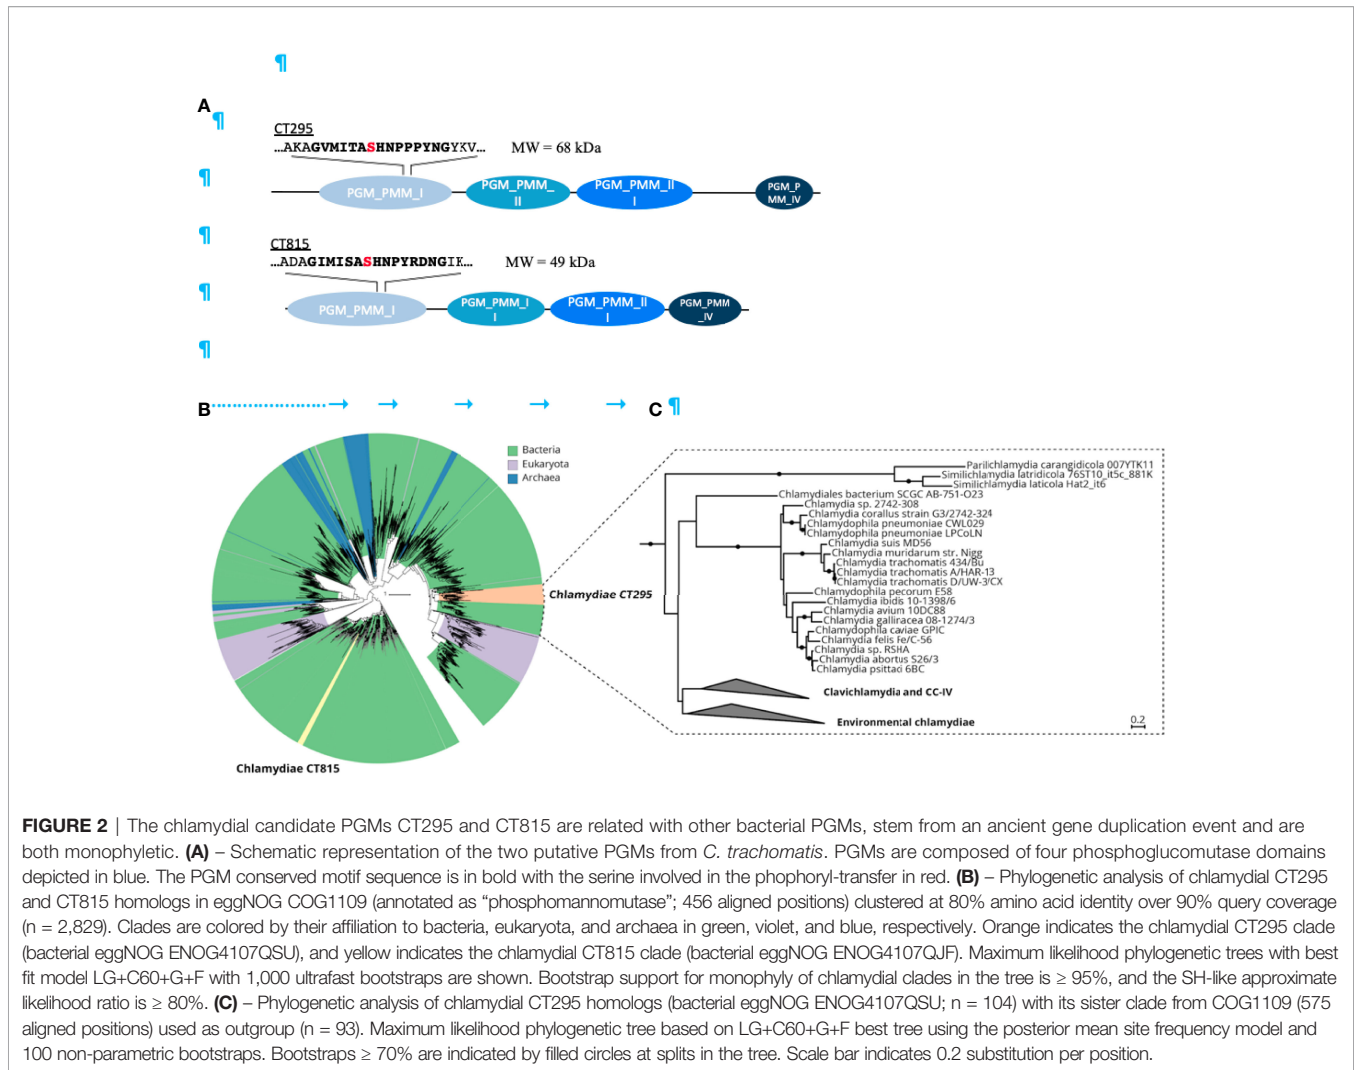 ¶
A
¶
CT295
…AKAGVMITASHNPPPYNGYKV… MW = 68 kDa
¶
PGM_PMM_I
PGM_PMM_
II
PGM_PMM_II
I
PGM_P
MM_IV
¶
CT815
…ADAGIMISASHNPYRDNGIK… MW = 49 kDa
¶
PGM_PMM_I
PGM_PMM_I
I
PGM_PMM_II
I
PGM_PMM
_IV
¶
B
Bacteria
Eukaryota
Archaea
Chlamydiae CT295
Chlamydiae CT815
C ¶
Parilichlamydia carangidicola 007YTK11
Similichlamydia latridicola 76ST10_it5c_881K
Similichlamydia laticola Hat2_it6
Chlamydiales bacterium SCGC AB-751-O23
Chlamydia sp. 2742-308
Chlamydia corallus strain G3/2742-324
Chlamydophila pneumoniae CWL029
Chlamydophila pneumoniae LPCoLN
Chlamydia suis MD56
Chlamydia muridarum str. Nigg
Chlamydia trachomatis 434/Bu
Chlamydia trachomatis A/HAR-13
Chlamydia trachomatis D/UW-3/CX
Chlamydophila pecorum E58
Chlamydia ibidis 10-1398/6
Chlamydia avium 10DC88
Chlamydia gallinacea 08-1274/3
Chlamydophila caviae GPIC
Chlamydia felis Fe/C-56
Chlamydia sp. RSHA
Chlamydia abortus S26/3
Chlamydia psittaci 6BC
Clavichlamydia and CC-IV
Environmental chlamydiae
0.2
FIGURE 2 | The chlamydial candidate PGMs CT295 and CT815 are related with other bacterial PGMs, stem from an ancient gene duplication event and are
both monophyletic. (A) – Schematic representation of the two putative PGMs from C. trachomatis. PGMs are composed of four phosphoglucomutase domains
depicted in blue. The PGM conserved motif sequence is in bold with the serine involved in the phophoryl-transfer in red. (B) – Phylogenetic analysis of chlamydial CT295
and CT815 homologs in eggNOG COG1109 (annotated as “phosphomannomutase”; 456 aligned positions) clustered at 80% amino acid identity over 90% query coverage
(n = 2,829). Clades are colored by their affiliation to bacteria, eukaryota, and archaea in green, violet, and blue, respectively. Orange indicates the chlamydial CT295 clade
(bacterial eggNOG ENOG4107QSU), and yellow indicates the chlamydial CT815 clade (bacterial eggNOG ENOG4107QJF). Maximum likelihood phylogenetic trees with best
fit model LG+C60+G+F with 1,000 ultrafast bootstraps are shown. Bootstrap support for monophyly of chlamydial clades in the tree is ≥ 95%, and the SH-like approximate
likelihood ratio is ≥ 80%. (C) – Phylogenetic analysis of chlamydial CT295 homologs (bacterial eggNOG ENOG4107QSU; n = 104) with its sister clade from COG1109 (575
aligned positions) used as outgroup (n = 93). Maximum likelihood phylogenetic tree based on LG+C60+G+F best tree using the posterior mean site frequency model and
100 non-parametric bootstraps. Bootstraps ≥ 70% are indicated by filled circles at splits in the tree. Scale bar indicates 0.2 substitution per position.